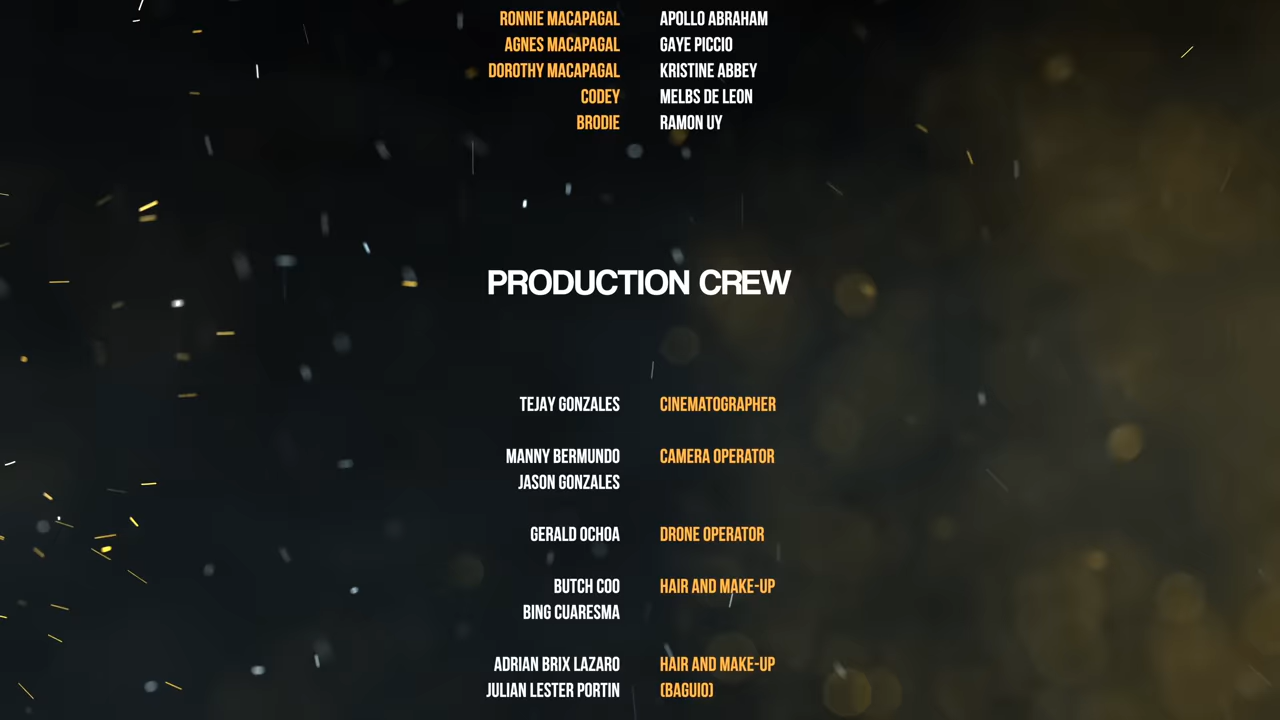 RONNIE MACAPAGAL APOLLO ABRAHAM
AGNES MACAPAGAL GAYE PICCIO
DOROTHY MACAPAGAL KRISTINE ABBEY
CODEY MELBS DE LEON
BRODIE RAMON UY
PRODUCTION CREW
TEJAY GONZALES CINEMATOGRAPHER
MANNY BERMUNDO CAMERA OPERATOR
JASON GONZALES
GERALD OCHOA DRONE OPERATOR
BUTCH COO HAIR AND MAKE-UP
BING CUARESMA
ADRIAN BRIX LAZARO HAIR AND MAKE-UP
JULIAN LESTER PORTIN (BAGUIO)